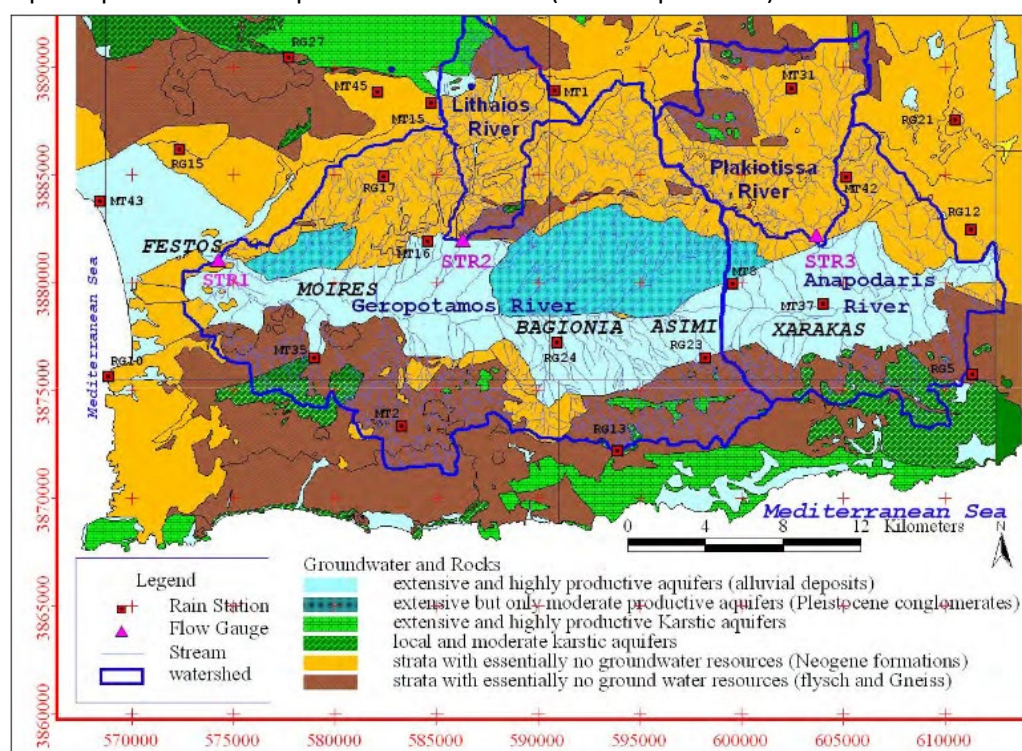 3890000
3885000
3880000
3875000
3870000
3865000
3860000
RG27
MT45
MT15
Lithaios
River
MT1
MT31
RG21
RG15
RG17
Plakiotissa
River
MT42
MT43
RG12
FESTOS
STR1
MT16
STR2
STR3
MOIRES
Geropotamos River
MT8
Anapodaris
River
MT37
BAGIONIA
ASIMI
XARAKAS
RG24
RG23
MT35
RG10
RG5
Mediterranean Sea
MT2
RG13
Mediterranean Sea
0 4 8 12 Kilometers
N
Legend
Rain Station
Flow Gauge
Stream
watershed
Groundwater and Rocks
extensive and highly productive aquifers (alluvial deposits)
extensive but only moderate productive aquifers (Pleistocene conglomerates)
extensive and highly productive Karstic aquifers
local and moderate karstic aquifers
strata with essentially no groundwater resources (Neogene formations)
strata with essentially no ground water resources (flysch and Gneiss)
570000 575000 580000 585000 590000 595000 600000 605000 610000